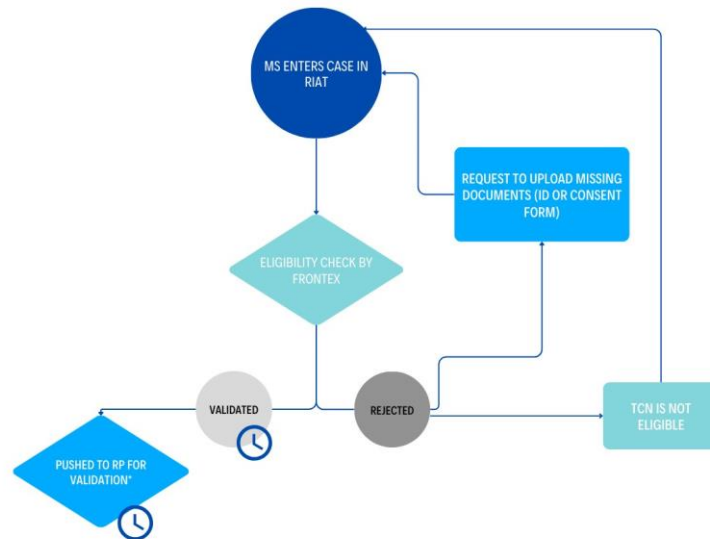 MS ENTERS CASE IN
RIAT
REQUEST TO UPLOAD MISSING
DOCUMENTS (ID OR CONSENT
FORM)
ELIGIBILITY CHECK BY
FRONTEX
VALIDATED
REJECTED
TCN IS NOT
ELIGIBLE
PUSHED TO RP FOR
VALIDATION*